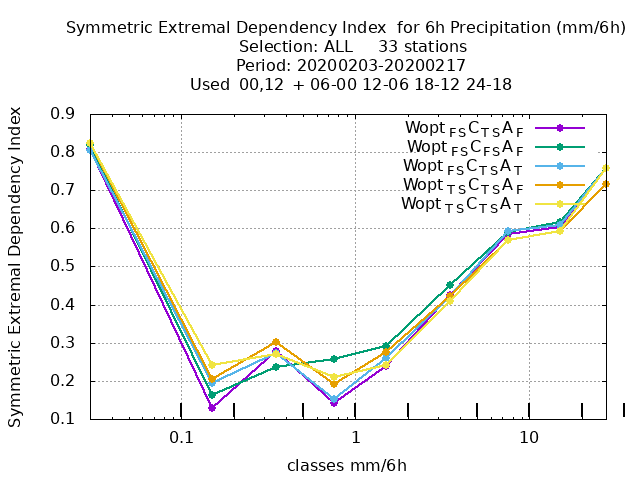 Symmetric Extremal Dependency Index  for 6h Precipitation (mm/6h)
Selection: ALL     33 stations
Period: 20200203-20200217
Used  00,12  + 06-00 12-06 18-12 24-18
Symmetric Extremal Dependency Index
0.9
0.8
0.7
0.6
0.5
0.4
0.3
0.2
0.1
Wopt FS C TS A F
Wopt FS C FS A F
Wopt FS C TS A T
Wopt TS C TS A F
Wopt TS C TS A T
0.1 1 10
classes mm/6h